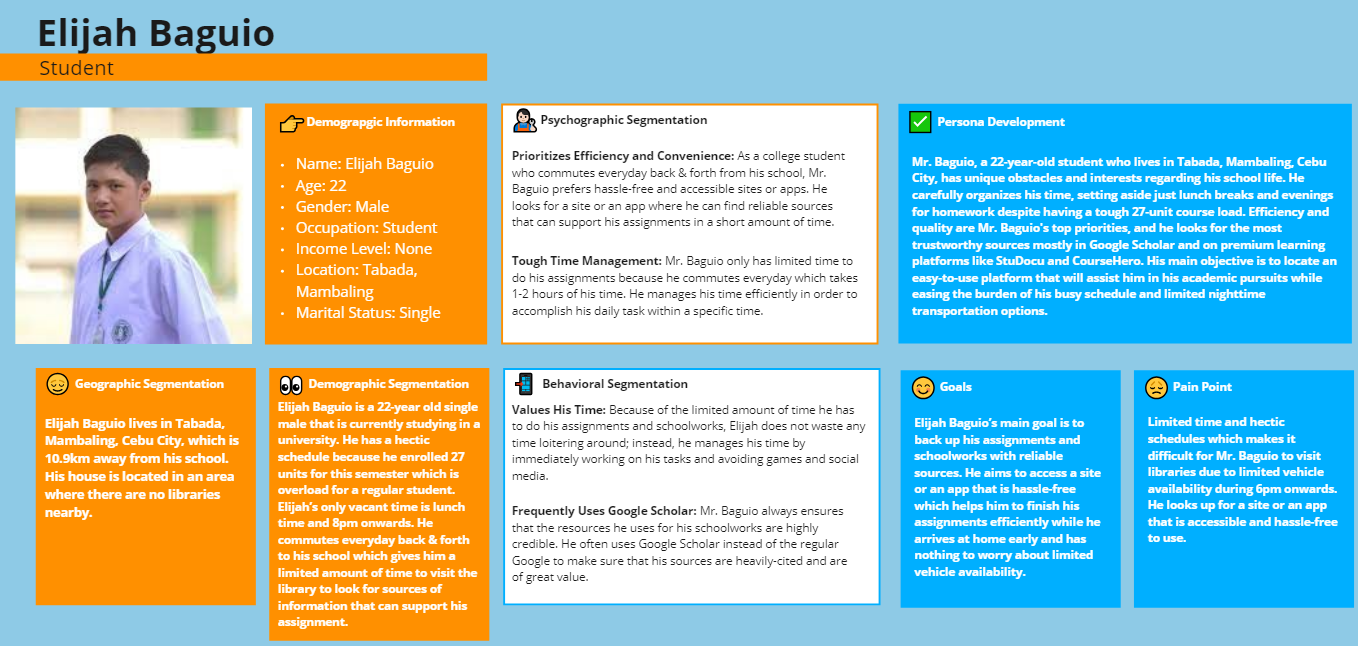 Elijah Baguio
Student
Demograpgic Information
• Name: Elijah Baguio
• Age: 22
• Gender: Male
• Occupation: Student
• Income Level: None
• Location: Tabada,
Mambaling
• Marital Status: Single
Psychographic Segmentation
Prioritizes Efficiency and Convenience: As a college student
who commutes everyday back & forth from his school, Mr.
Baguio prefers hassle-free and accessible sites or apps. He
looks for a site or an app where he can find reliable sources
that can support his assignments in a short amount of time.
Tough Time Management: Mr. Baguio only has limited time to
do his assignments because he commutes everyday which takes
1-2 hours of his time. He manages his time efficiently in order to
accomplish his daily task within a specific time.
Persona Development
Mr. Baguio, a 22-year-old student who lives in Tabada, Mambaling, Cebu
City, has unique obstacles and interests regarding his school life. He
carefully organizes his time, setting aside just lunch breaks and evenings
for homework despite having a tough 27-unit course load. Efficiency and
quality are Mr. Baguio's top priorities, and he looks for the most
trustworthy sources mostly in Google Scholar and on premium learning
platforms like StuDocu and CourseHero. His main objective is to locate an
easy-to-use platform that will assist him in his academic pursuits while
easing the burden of his busy schedule and limited nighttime
transportation options.
Geographic Segmentation
Elijah Baguio lives in Tabada,
Mambaling, Cebu City, which is
10.9km away from his school.
His house is located in an area
where there are no libraries
nearby.
Demographic Segmentation
Elijah Baguio is a 22-year old single
male that is currently studying in a
university. He has a hectic
schedule because he enrolled 27
units for this semester which is
overload for a regular student.
Elijah's only vacant time is lunch
time and 8pm onwards. He
commutes everyday back & forth
to his school which gives him a
limited amount of time to visit the
library to look for sources of
information that can support his
assignment.
Behavioral Segmentation
Values His Time: Because of the limited amount of time he has
to do his assignments and schoolworks, Elijah does not waste any
time loitering around; instead, he manages his time by
immediately working on his tasks and avoiding games and social
media.
Frequently Uses Google Scholar: Mr. Baguio always ensures
that the resources he uses for his schoolworks are highly
credible. He often uses Google Scholar instead of the regular
Google to make sure that his sources are heavily-cited and are
of great value.
Goals
Elijah Baguio's main goal is to
back up his assignments and
schoolworks with reliable
sources. He aims to access a site
or an app that is hassle-free
which helps him to finish his
assignments efficiently while he
arrives at home early and has
nothing to worry about limited
vehicle availability.
Pain Point
Limited time and hectic
schedules which makes it
difficult for Mr. Baguio to visit
libraries due to limited vehicle
availability during 6pm onwards.
He looks up for a site or an app
that is accessible and hassle-free
to use.